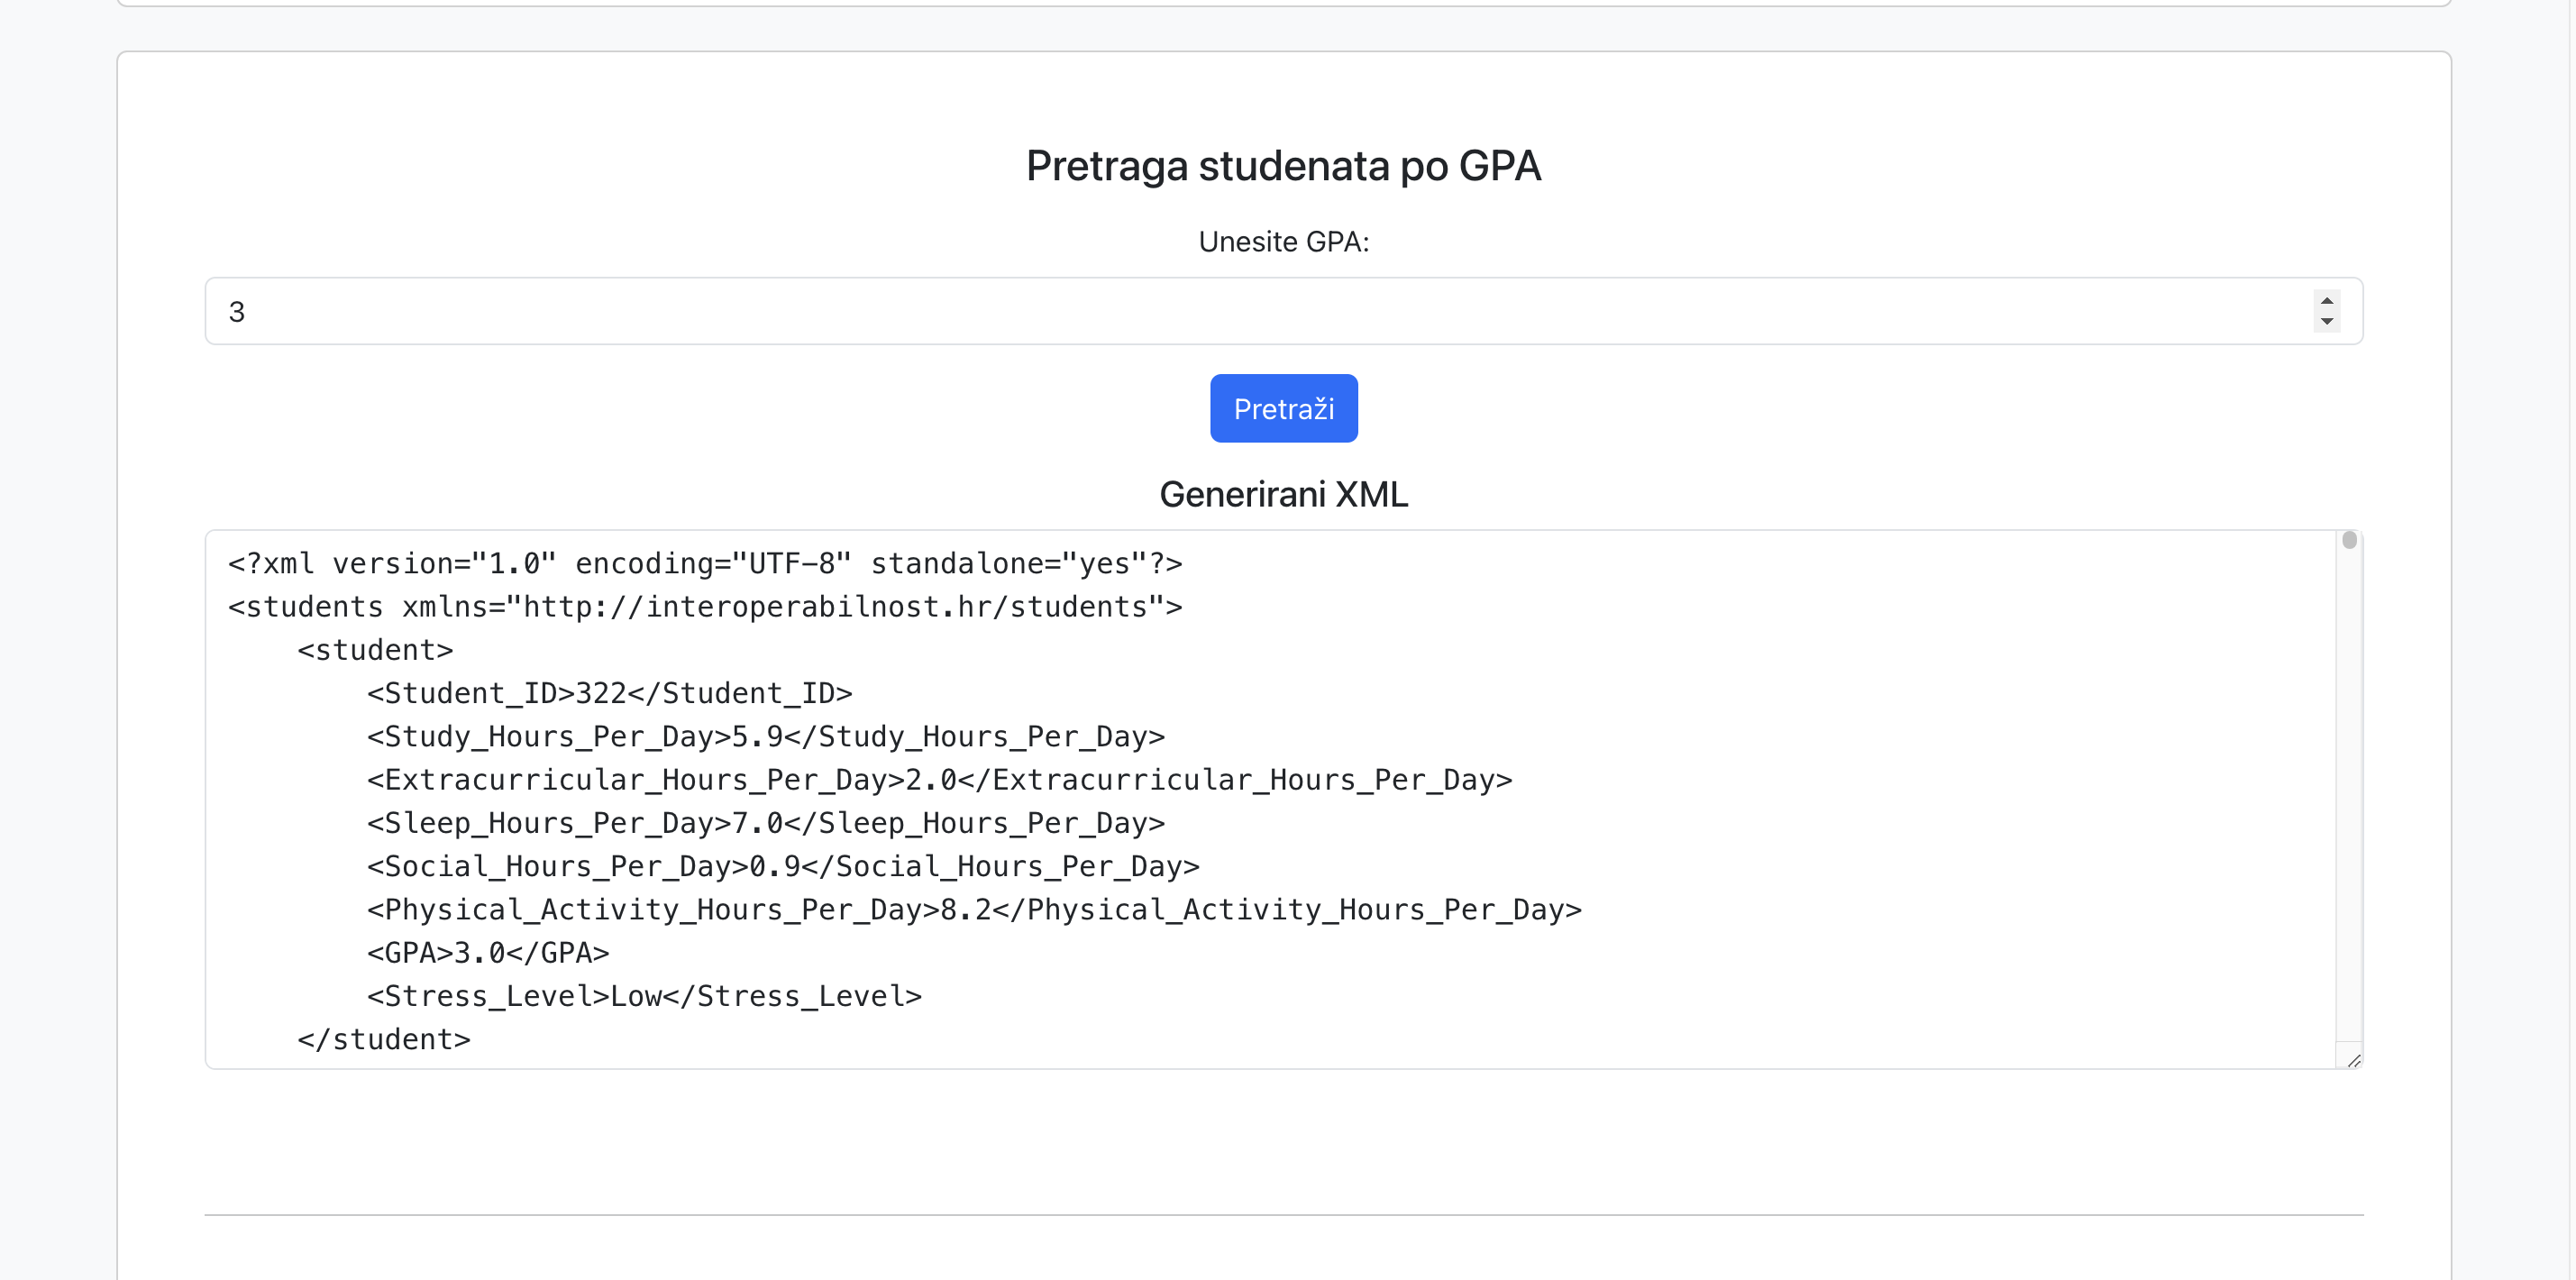 Pretraga studenata po GPA
Unesite GPA:
3
Pretraži
Generirani XML
<?xml version="1.0" encoding="UTF-8" standalone="yes"?>
<students xmlns="http://interoperabilnost.hr/students">
    <student>
        <Student_ID>322</Student_ID>
        <Study_Hours_Per_Day>5.9</Study_Hours_Per_Day>
        <Extracurricular_Hours_Per_Day>2.0</Extracurricular_Hours_Per_Day>
        <Sleep_Hours_Per_Day>7.0</Sleep_Hours_Per_Day>
        <Social_Hours_Per_Day>0.9</Social_Hours_Per_Day>
        <Physical_Activity_Hours_Per_Day>8.2</Physical_Activity_Hours_Per_Day>
        <GPA>3.0</GPA>
        <Stress_Level>Low</Stress_Level>
    </student>